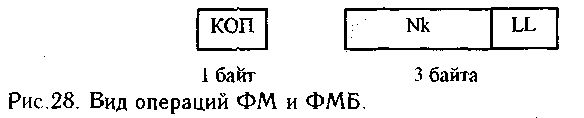 КОП Nk LL
1 байт 3 байта
Рис.28. Вид операций ФМ и ФМБ.